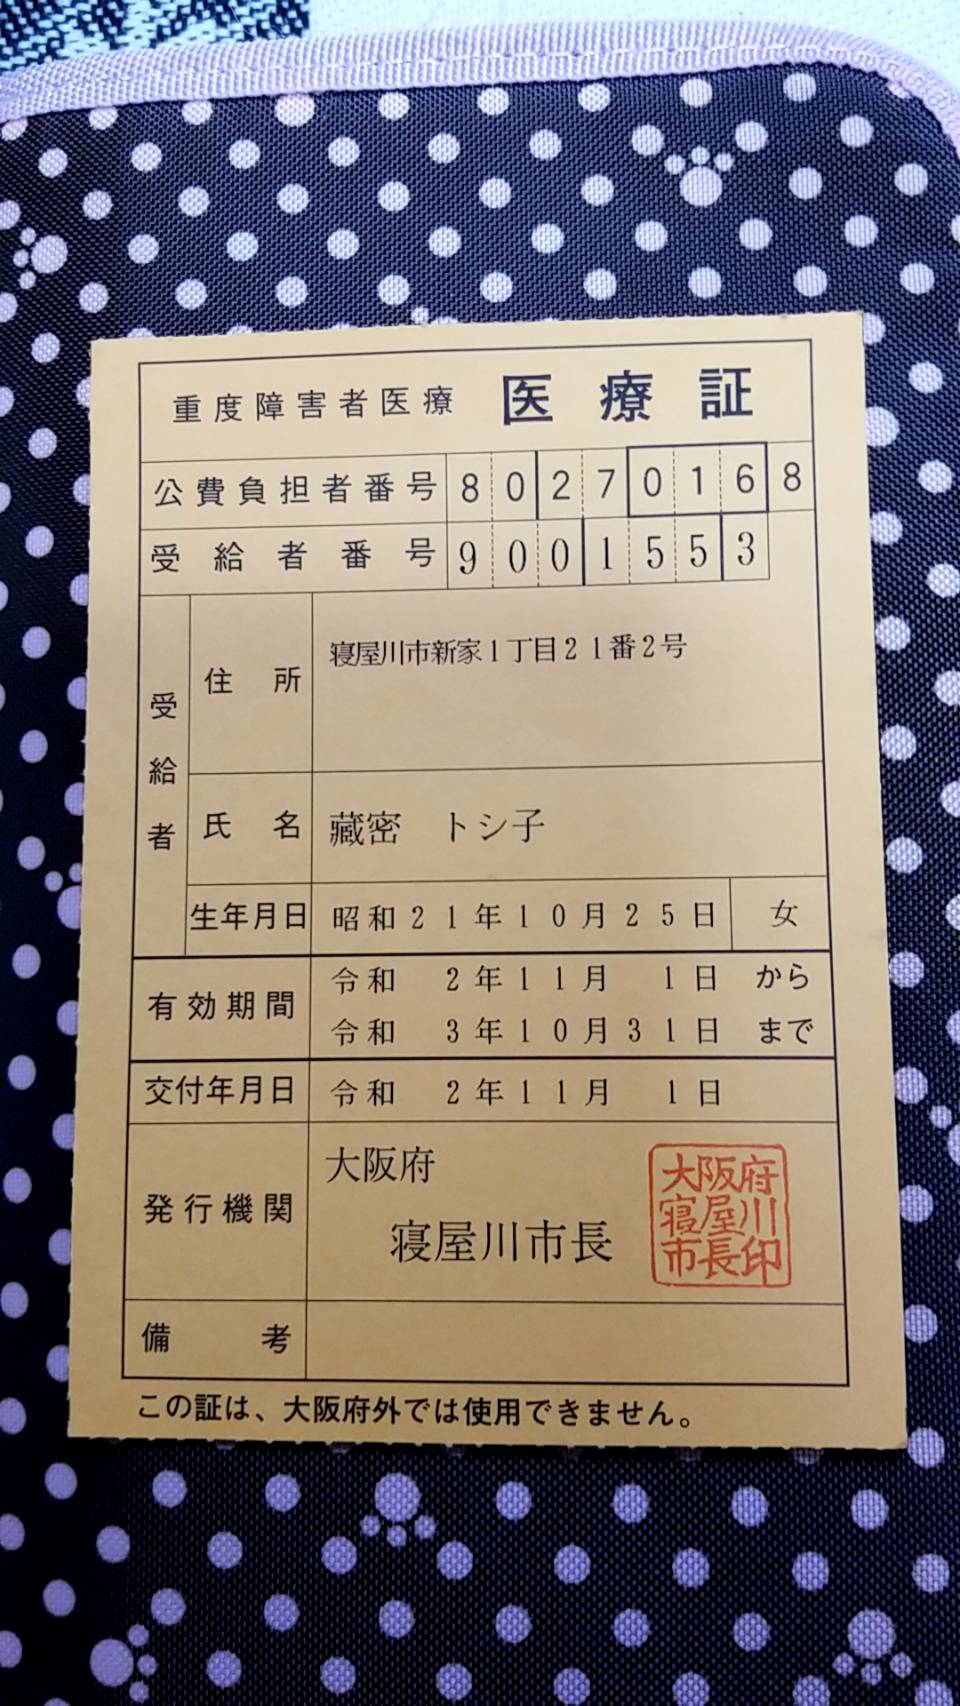 重度障害者医療 医療証
公費負担者番号 80270168
受給者番号 9001553
受給者
住所 寝屋川市新家1丁目21番2号
氏名 藏密 トシ子
生年月日 昭和21年10月25日 女
有効期間 令和 2年11月 1日 から
令和 3年10月31日 まで
交付年月日 令和 2年11月 1日
発行機関 大阪府
寝屋川市長
大阪府
寝屋川
市長印
備考
この証は、大阪府外では使用できません。